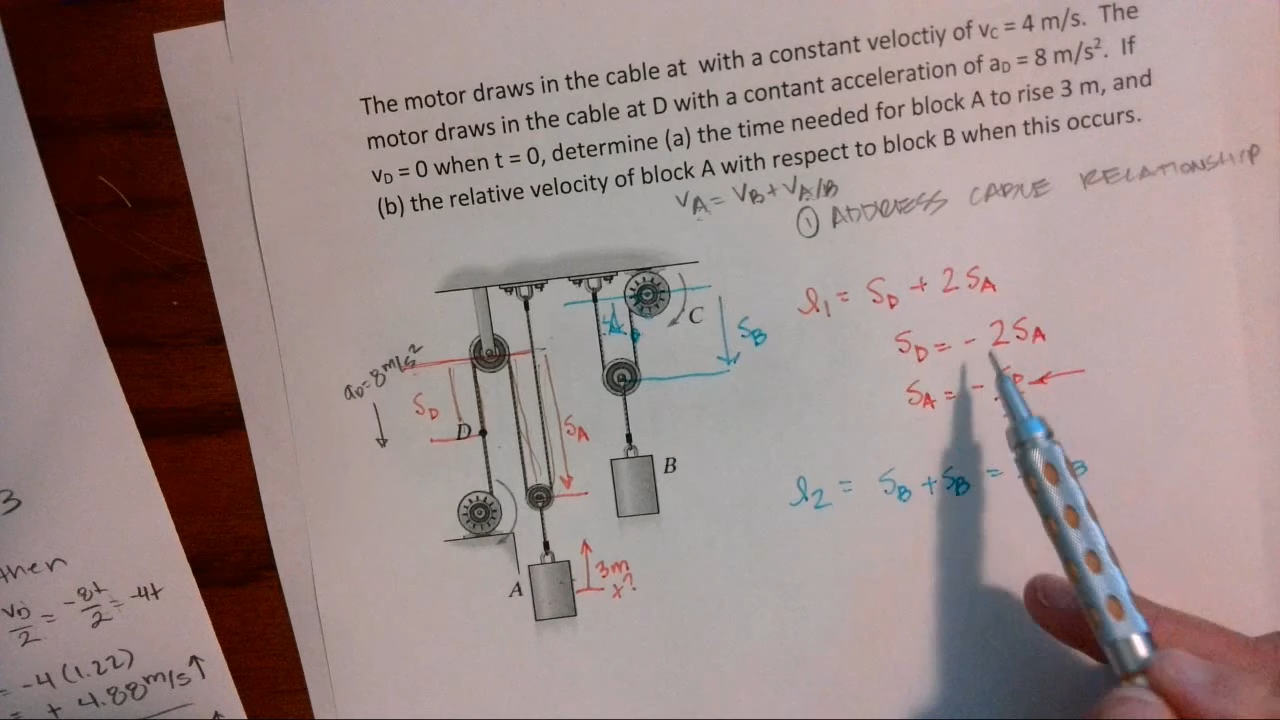 The motor draws in the cable at with a constant veloctiy of vC = 4 m/s. The
motor draws in the cable at D with a contant acceleration of aD = 8 m/s². If
vD = 0 when t = 0, determine (a) the time needed for block A to rise 3 m, and
(b) the relative velocity of block A with respect to block B when this occurs.
VA = VB + VA/B
① ADDRESS CABLE RELATIONSHIP
l1 = SD + 2SA
SD = - 2SA
SA = -
l2 = SB + SB =
aD = 8m/s²
SD
D
SA
C
SB
B
A
3m
x?
3
then
VD/2 = -8t/2 = -4t
= -4(1.22)
= + 4.88m/s ↑